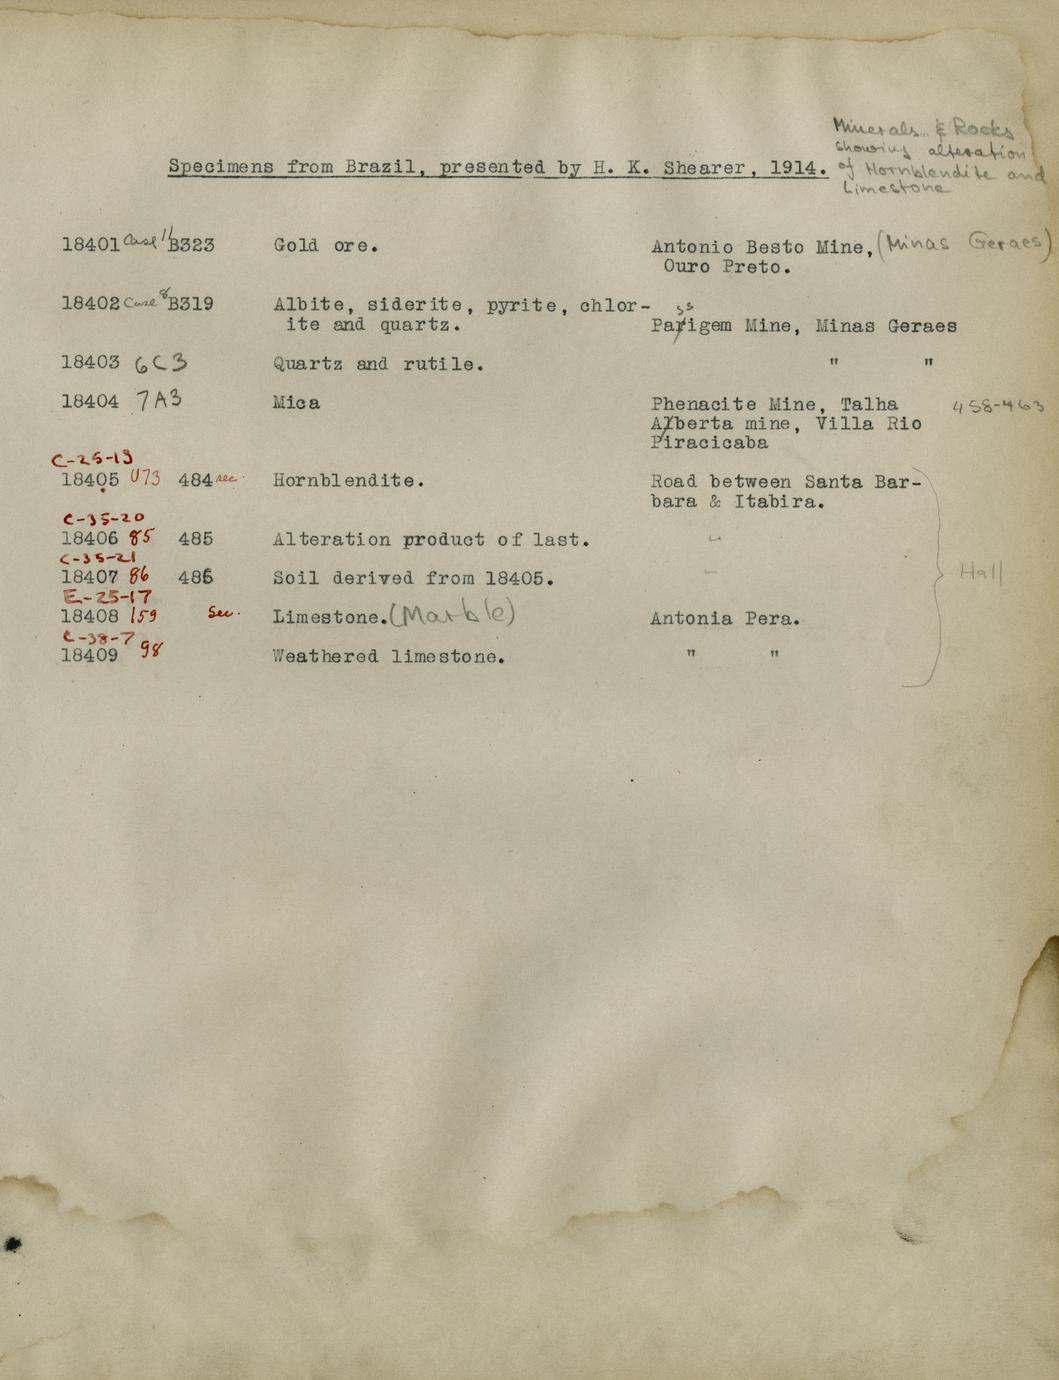 Minerals & Rocks
showing alteration
of Hornblendite and
Limestone
Specimens from Brazil, presented by H. K. Shearer, 1914.
18401 Case 11 B323 Gold ore. Antonio Besto Mine, (Minas Geraes)
Ouro Preto.
18402 Case 8 B319 Albite, siderite, pyrite, chlor-
ss
ite and quartz. Parigem Mine, Minas Geraes
18403 6C3 Quartz and rutile. " "
18404 7A3 Mica Phenacite Mine, Talha 458-463
Alberta mine, Villa Rio
Piracicaba
C-25-13
18405 U73 484 sec. Hornblendite. Road between Santa Bar-
bara & Itabira.
C-35-20
18406 85 485 Alteration product of last. "
C-35-21
18407 86 486 Soil derived from 18405. " Hall
E-25-17
18408 159 Sec. Limestone. (Marble) Antonia Pera.
C-38-7
18409 98 Weathered limestone. " "